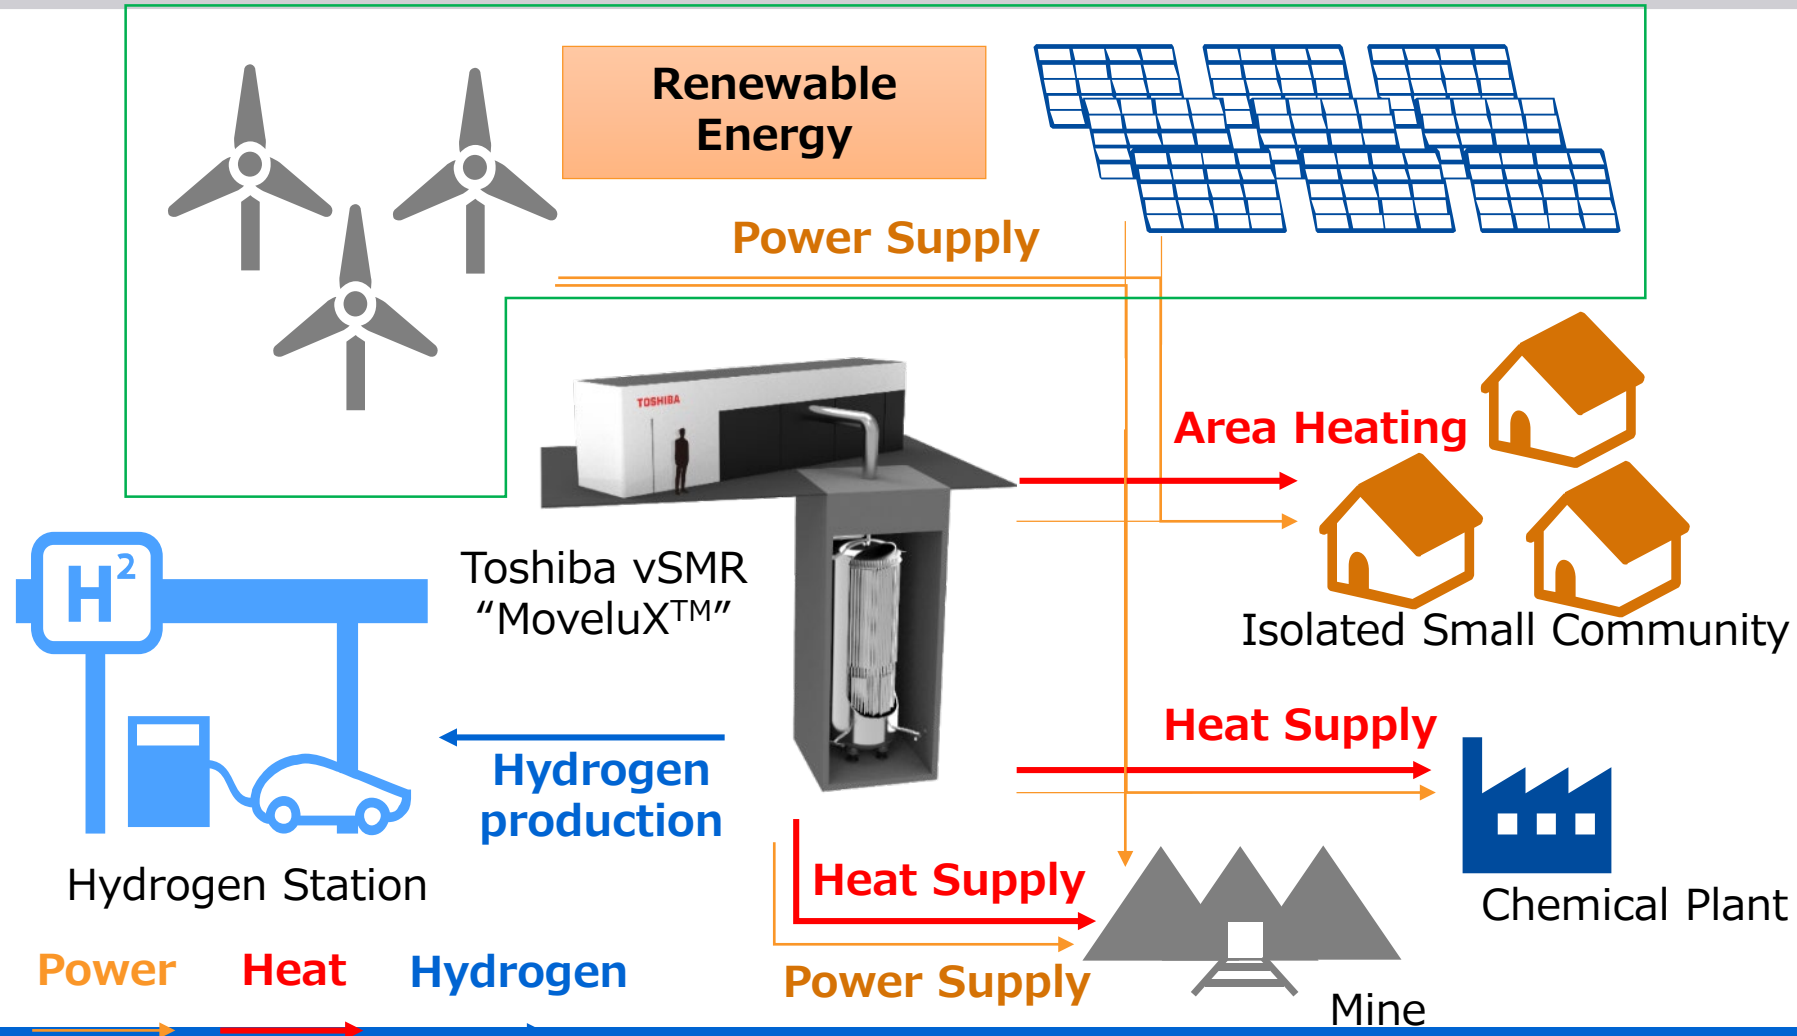 Renewable
Energy
Power Supply
TOSHIBA
Area Heating
H²
Toshiba vSMR
“MoveluX™”
Isolated Small Community
Heat Supply
Hydrogen
production
Heat Supply
Hydrogen Station
Chemical Plant
Power Heat Hydrogen
Power Supply
Mine